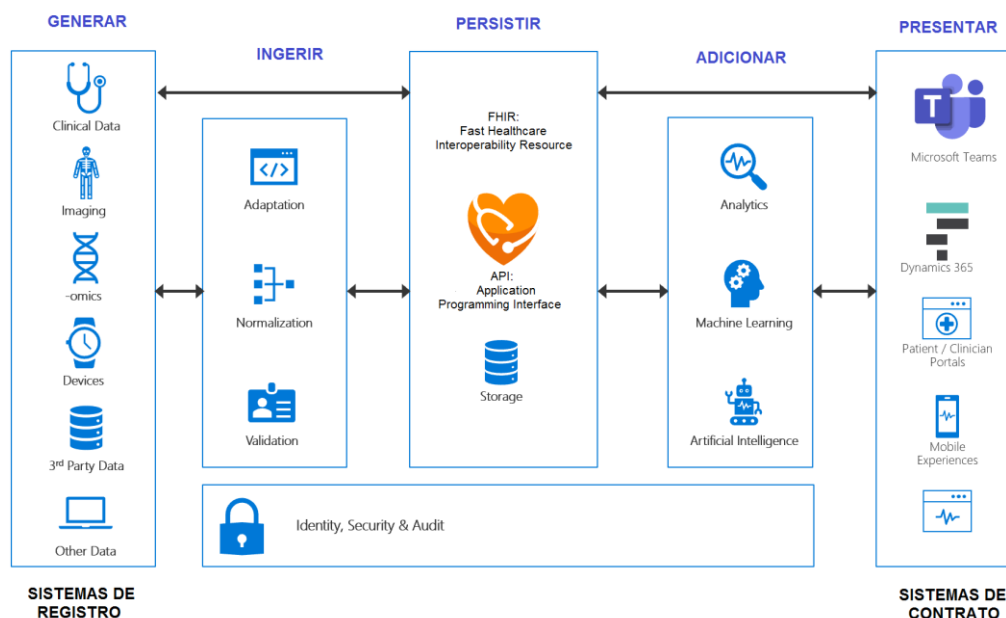 GENERAR
INGERIR
PERSISTIR
ADICIONAR
PRESENTAR
Clinical Data
Imaging
-omics
Devices
3rd Party Data
Other Data
SISTEMAS DE
REGISTRO
</>
Adaptation
Normalization
Validation
FHIR:
Fast Healthcare
Interoperability Resource
API:
Application
Programming Interface
Storage
Analytics
Machine Learning
Artificial Intelligence
Identity, Security & Audit
T
Microsoft Teams
Dynamics 365
Patient / Clinician
Portals
Mobile
Experiences
SISTEMAS DE
CONTRATO